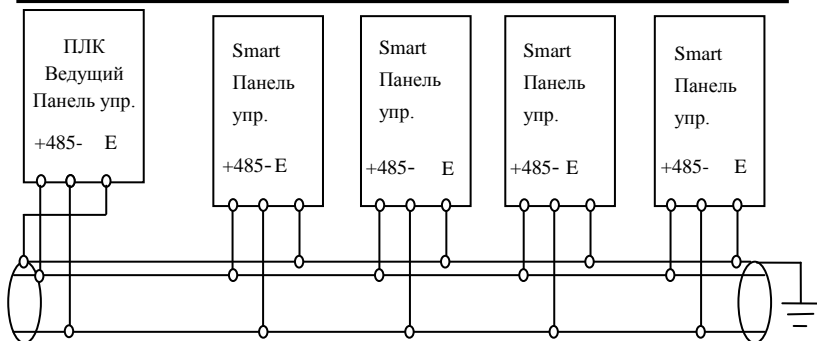 ПЛК
Ведущий
Панель упр.
+485- E
Smart
Панель
упр.
+485- E
Smart
Панель
упр.
+485- E
Smart
Панель
упр.
+485- E
Smart
Панель
упр.
+485- E